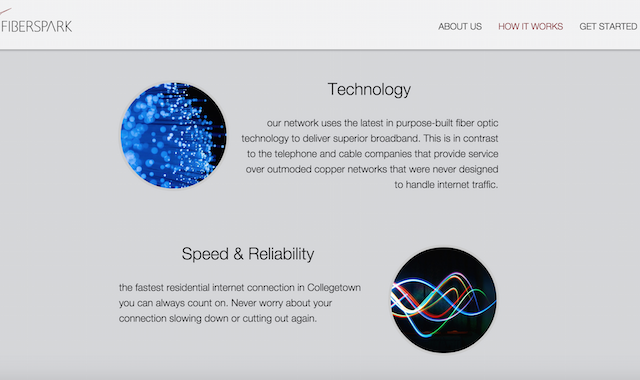 FIBERSPARK
ABOUT US HOW IT WORKS GET STARTED
Technology
our network uses the latest in purpose-built fiber optic
technology to deliver superior broadband. This is in contrast
to the telephone and cable companies that provide service
over outmoded copper networks that were never designed
to handle internet traffic.
Speed & Reliability
the fastest residential internet connection in Collegetown
you can always count on. Never worry about your
connection slowing down or cutting out again.